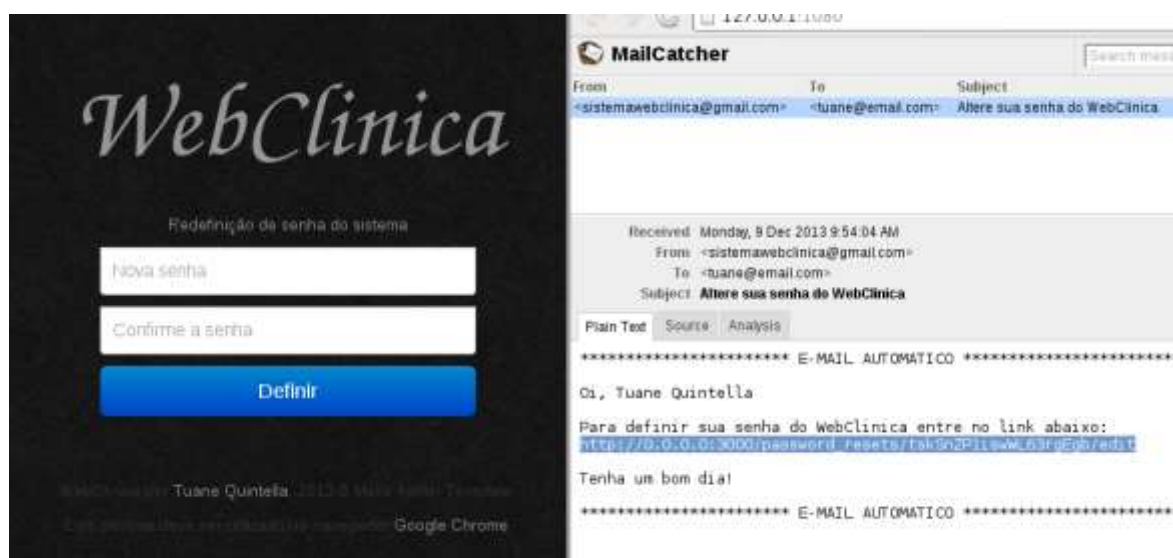 WebClinica
Redefinição de senha do sistema
Nova senha
Confirme a senha
Definir
Tuane Quintella
Google Chrome
127.0.0.1:1080
MailCatcher
Search
From To Subject
<sistemawebclinica@gmail.com> <tuane@email.com> Altere sua senha do WebClinica
Received Monday, 9 Dec 2013 9:54:04 AM
From <sistemawebclinica@gmail.com>
To <tuane@email.com>
Subject Altere sua senha do WebClinica
Plain Text Source Analysis
*********************** E-MAIL AUTOMATICO ***********************
Oi, Tuane Quintella
Para definir sua senha do WebClinica entre no link abaixo:
Tenha um bom dia!
*********************** E-MAIL AUTOMATICO ***********************